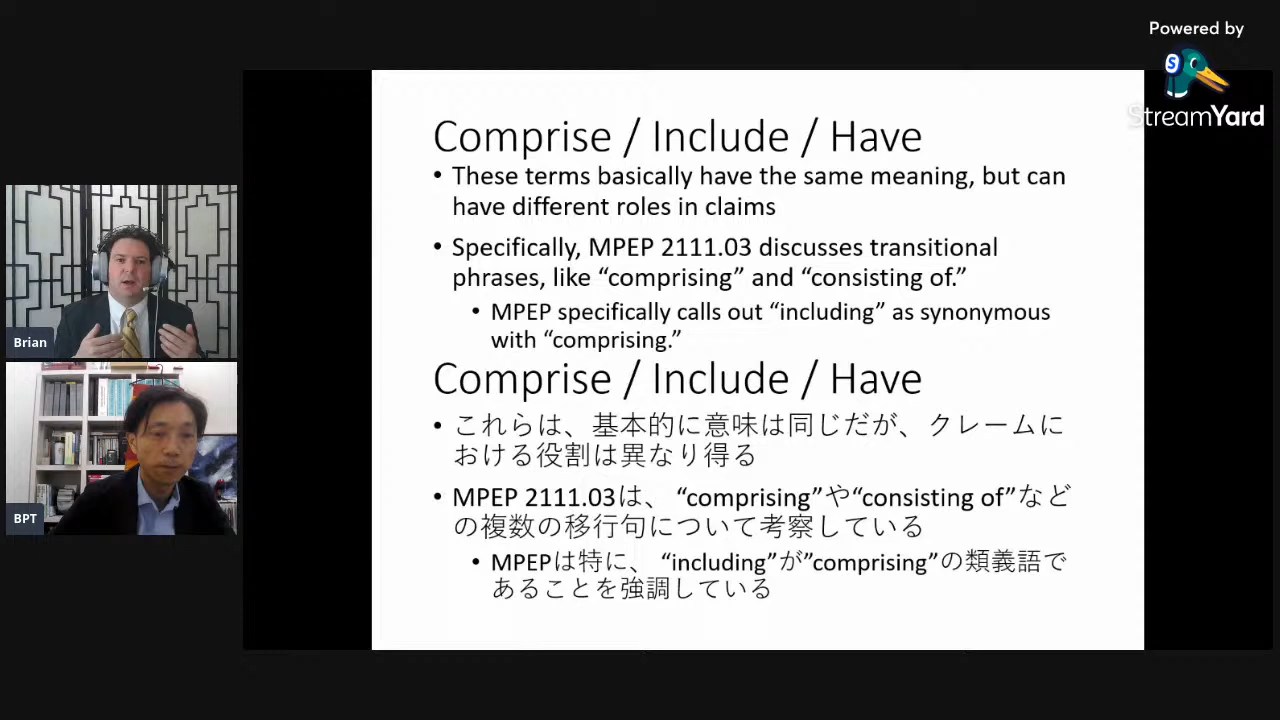 Powered by
StreamYard
Comprise / Include / Have
• These terms basically have the same meaning, but can
have different roles in claims
• Specifically, MPEP 2111.03 discusses transitional
phrases, like “comprising” and “consisting of.”
• MPEP specifically calls out “including” as synonymous
with “comprising.”
Comprise / Include / Have
• これらは、基本的に意味は同じだが、クレームに
おける役割は異なり得る
• MPEP 2111.03は、 “comprising”や“consisting of”など
の複数の移行句について考察している
• MPEPは特に、 “including”が”comprising”の類義語で
あることを強調している
Brian
BPT